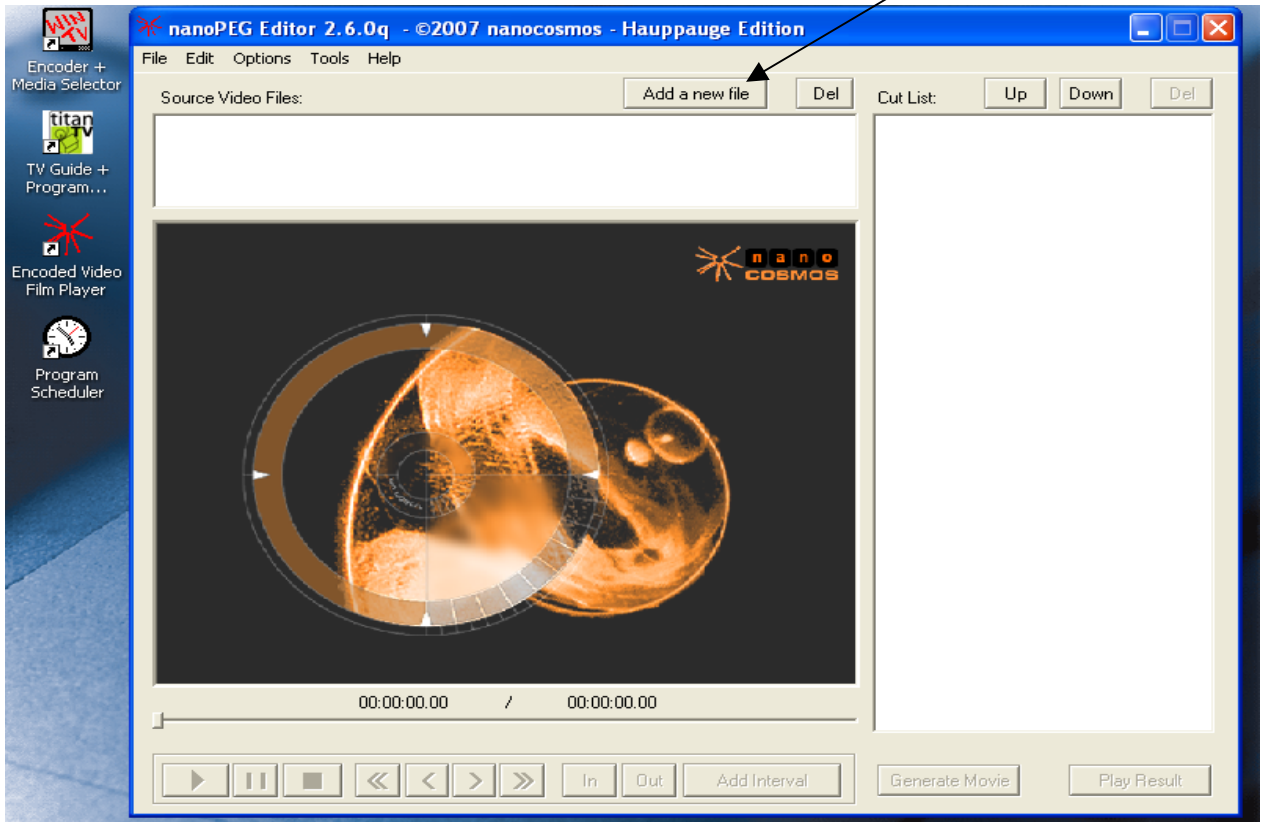 WIN
TV
Encoder +
Media Selector
titan
TV
TV Guide +
Program...
Encoded Video
Film Player
Program
Scheduler
nanoPEG Editor 2.6.0q - ©2007 nanocosmos - Hauppauge Edition
File Edit Options Tools Help
Source Video Files: Add a new file Del Cut List: Up Down Del
nano
COSMOS
00:00:00.00 / 00:00:00.00
In Out Add Interval Generate Movie Play Result